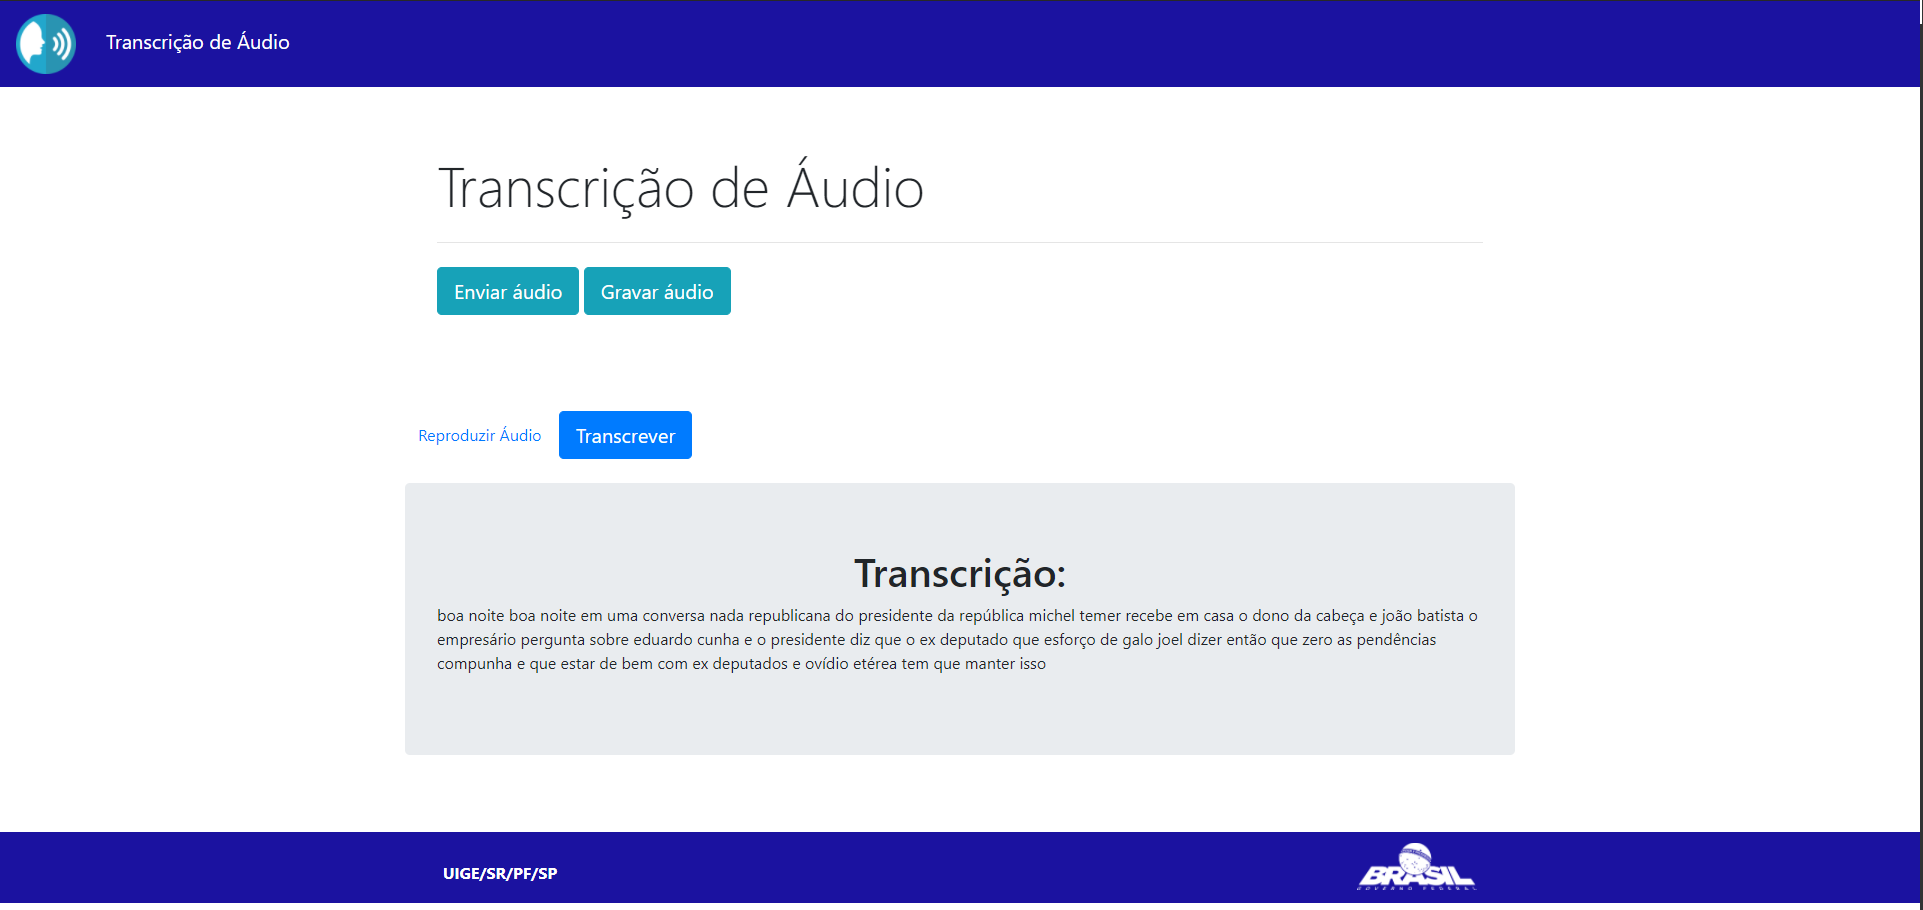 Transcrição de Áudio
Transcrição de Áudio
Enviar áudio Gravar áudio
Reproduzir Áudio Transcrever
Transcrição:
boa noite boa noite em uma conversa nada republicana do presidente da república michel temer recebe em casa o dono da cabeça e joão batista o
empresário pergunta sobre eduardo cunha e o presidente diz que o ex deputado que esforço de galo joel dizer então que zero as pendências
compunha e que estar de bem com ex deputados e ovídio etérea tem que manter isso
UIGE/SR/PF/SP
BRASIL
GOVERNO FEDERAL